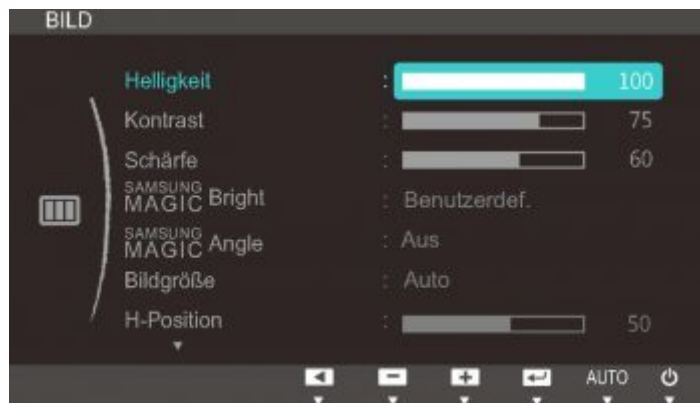 BILD
Helligkeit : 100
Kontrast : 75
Schärfe : 60
SAMSUNG MAGIC Bright : Benutzerdef.
SAMSUNG MAGIC Angle : Aus
Bildgröße : Auto
H-Position : 50
AUTO